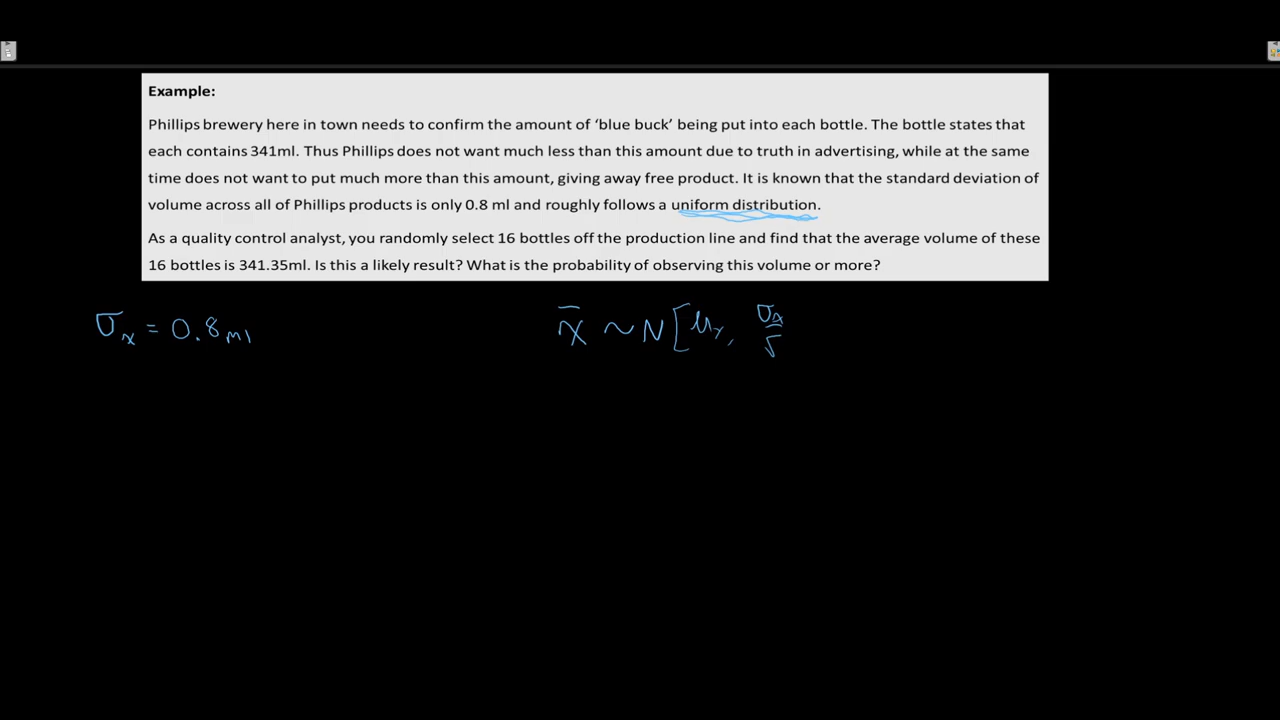 Example:
Phillips brewery here in town needs to confirm the amount of ‘blue buck’ being put into each bottle. The bottle states that
each contains 341ml. Thus Phillips does not want much less than this amount due to truth in advertising, while at the same
time does not want to put much more than this amount, giving away free product. It is known that the standard deviation of
volume across all of Phillips products is only 0.8 ml and roughly follows a uniform distribution.
As a quality control analyst, you randomly select 16 bottles off the production line and find that the average volume of these
16 bottles is 341.35ml. Is this a likely result? What is the probability of observing this volume or more?
σₓ = 0.8 ml
x̄ ~ N [μₓ, σₓ/√